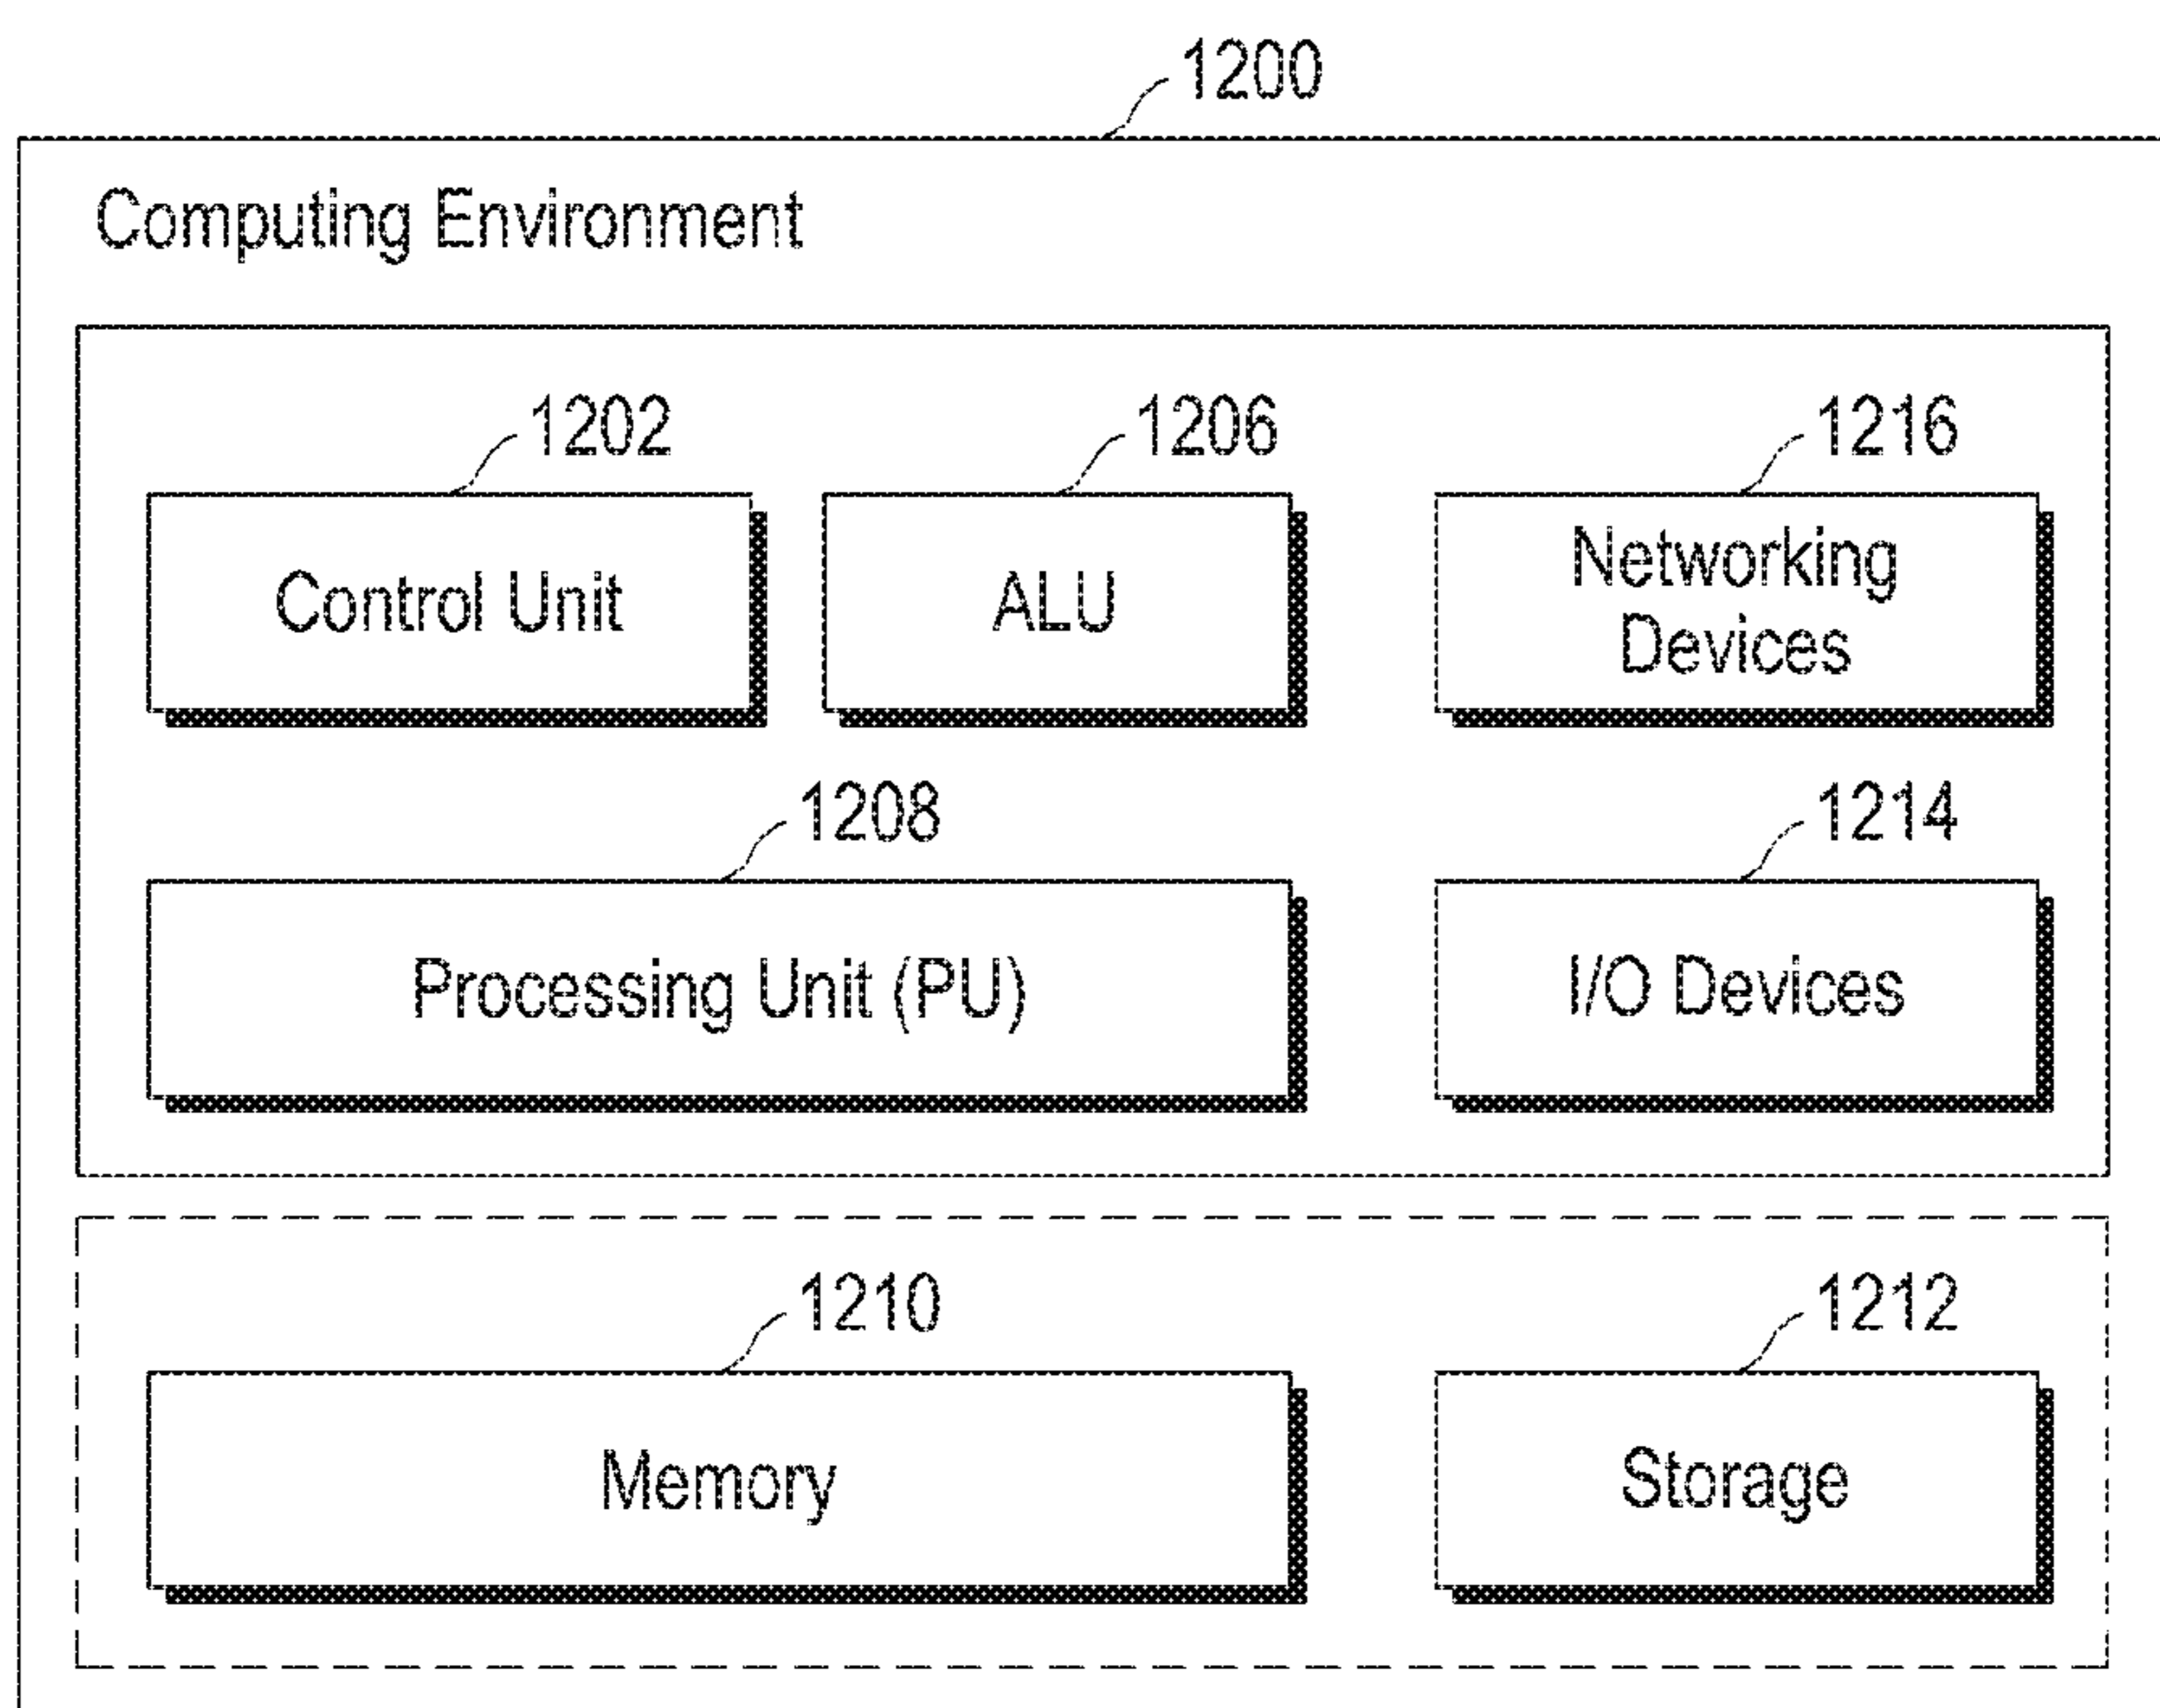 1200
Computing Environment
1202
1206
1216
Control Unit
ALU
Networking
Devices
1208
1214
Processing Unit (PU)
I/O Devices
1210
1212
Memory
Storage